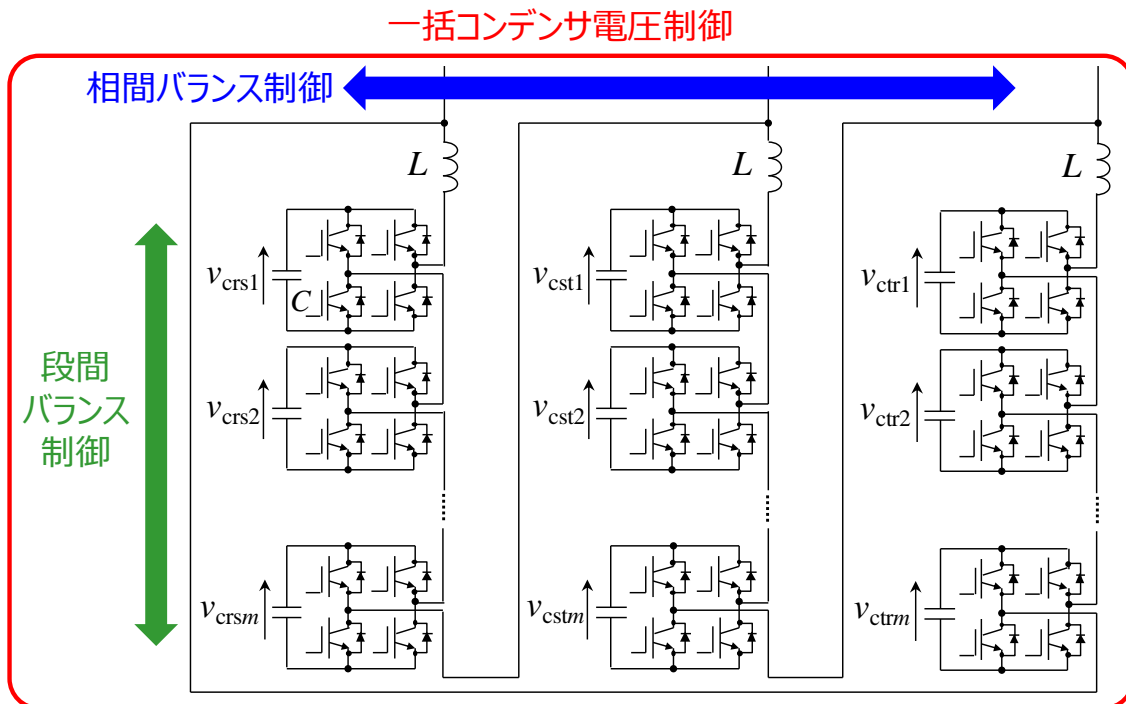 一括コンデンサ電圧制御
相間バランス制御
L L L
vcrs1 vcst1 vctr1
C
段間
バランス
制御
vcrs2 vcst2 vctr2
vcrsm vcstm vctrm